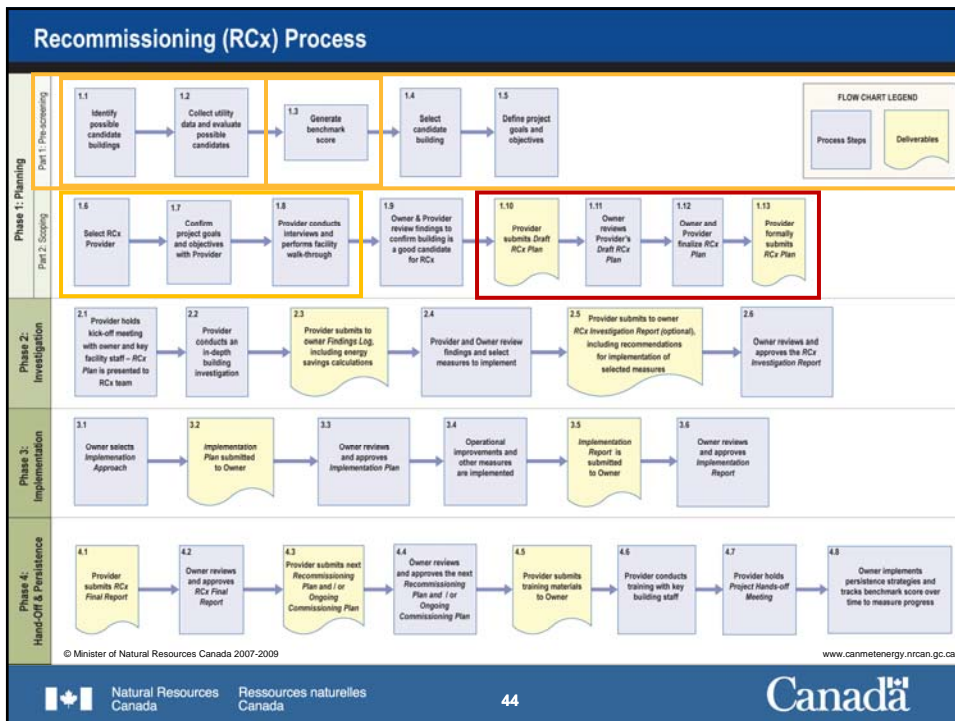 Recommissioning (RCx) Process
Phase 1: Planning
Part 1: Pre-screening
1.1
Identify
possible
candidate
buildings
1.2
Collect utility
data and evaluate
possible
candidates
1.3
Generate
benchmark
score
1.4
Select
candidate
building
1.5
Define project
goals and
objectives
FLOW CHART LEGEND
Process Steps
Deliverables
Part 2: Scoping
1.6
Select RCx
Provider
1.7
Confirm
project goals
and objectives
with Provider
1.8
Provider conducts
interviews and
performs facility
walk-through
1.9
Owner & Provider
review findings to
confirm building is
a good candidate
for RCx
1.10
Provider
submits Draft
RCx Plan
1.11
Owner
reviews
Provider's
Draft RCx
Plan
1.12
Owner and
Provider
finalize RCx
Plan
1.13
Provider
formally
submits
RCx Plan
Phase 2:
Investigation
2.1
Provider holds
kick-off meeting
with owner and key
facility staff – RCx
Plan is presented to
RCx team
2.2
Provider
conducts an
in-depth
building
investigation
2.3
Provider submits to
owner Findings Log,
including energy
savings calculations
2.4
Provider and Owner review
findings and select
measures to implement
2.5
Provider submits to owner
RCx Investigation Report (optional),
including recommendations
for implementation of
selected measures
2.6
Owner reviews and
approves the RCx
Investigation Report
Phase 3:
Implementation
3.1
Owner selects
Implemenation
Approach
3.2
Implementation
Plan submitted
to Owner
3.3
Owner reviews
and approves
Implementation Plan
3.4
Operational
improvements and
other measures
are implemented
3.5
Implementation
Report is
submitted
to Owner
3.6
Owner reviews
and approves
Implementation
Report
Phase 4:
Hand-Off & Persistence
4.1
Provider
submits RCx
Final Report
4.2
Owner reviews
and approves
RCx Final
Report
4.3
Provider submits next
Recommissioning
Plan and / or
Ongoing
Commissioning Plan
4.4
Owner reviews
and approves the next
Recommissioning
Plan and / or
Ongoing
Commissioning Plan
4.5
Provider submits
training materials
to Owner
4.6
Provider conducts
training with key
building staff
4.7
Provider holds
Project Hands-off
Meeting
4.8
Owner implements
persistence strategies and
tracks benchmark score over
time to measure progress
© Minister of Natural Resources Canada 2007-2009
www.canmetenergy.nrcan.gc.ca
Natural Resources
Canada
Ressources naturelles
Canada
44
Canada